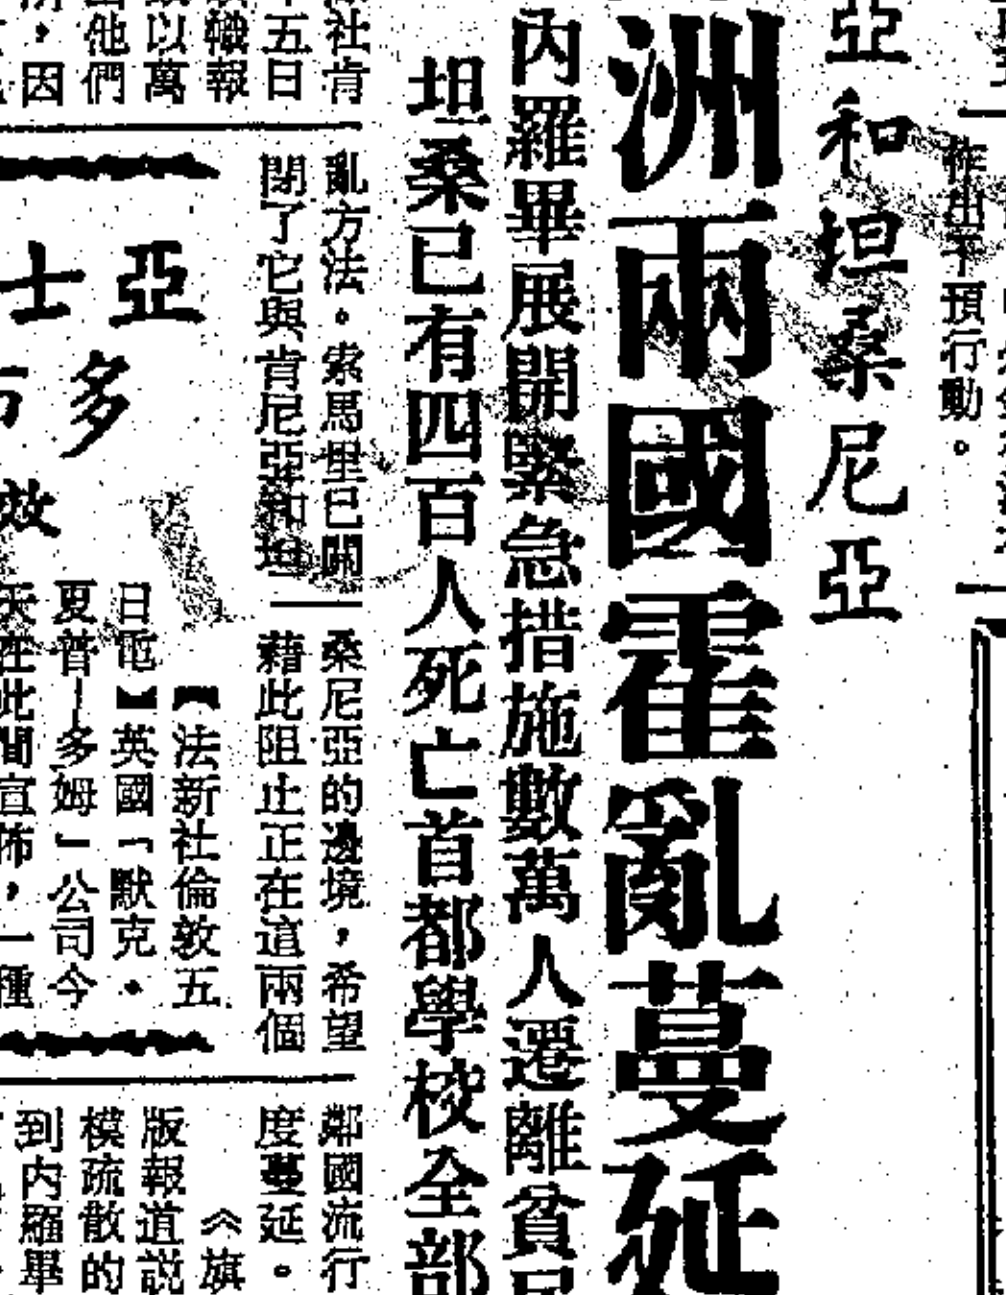 作出干預行動。
亞和坦桑尼亞
洲兩國霍亂蔓延
內羅畢展開緊急措施數萬人遷離貧民
坦桑已有四百人死亡首都學校全部
社肯
五日
報
以萬
他們
，因
亂方法。索馬里已關
閉了它與肯尼亞和坦
桑尼亞的邊境，希望
藉此阻止正在這兩個
鄰國流行
度蔓延。
亞
士
多
效
【法新社倫敦五
日電】英國「默克·
夏普—多姆」公司今
天在此間宣佈，一種
《旗
版報道說
模疏散的
到內羅畢